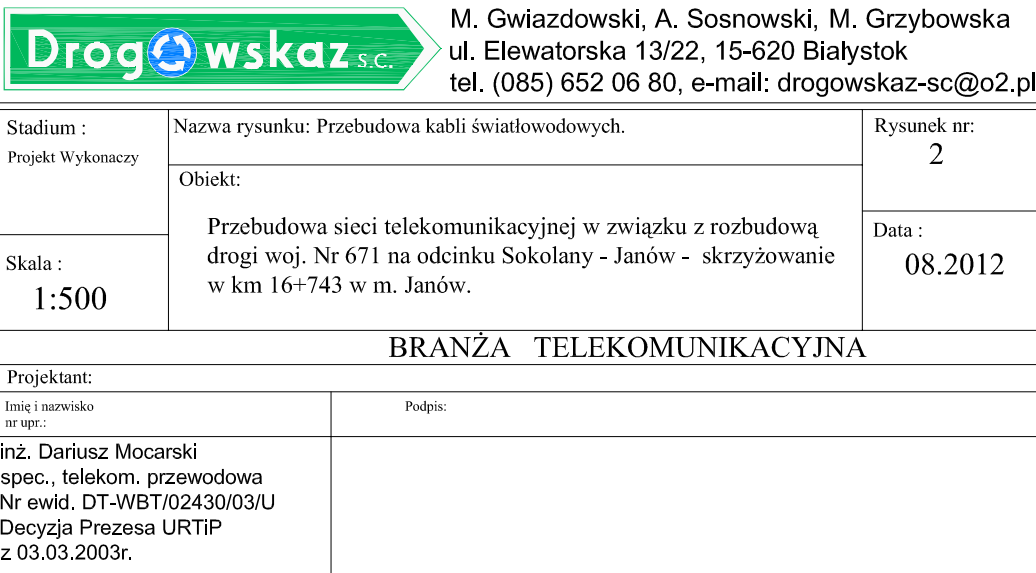 Drogowskaz s.c.
M. Gwiazdowski, A. Sosnowski, M. Grzybowska
ul. Elewatorska 13/22, 15-620 Białystok
tel. (085) 652 06 80, e-mail: drogowskaz-sc@o2.pl
Stadium :
Projekt Wykonaczy
Nazwa rysunku: Przebudowa kabli światłowodowych.
Rysunek nr:
2
Obiekt:
Przebudowa sieci telekomunikacyjnej w związku z rozbudową
drogi woj. Nr 671 na odcinku Sokolany - Janów - skrzyżowanie
w km 16+743 w m. Janów.
Skala :
1:500
Data :
08.2012
BRANŻA TELEKOMUNIKACYJNA
Projektant:
Imię i nazwisko
nr upr.:
Podpis:
inż. Dariusz Mocarski
spec., telekom. przewodowa
Nr ewid. DT-WBT/02430/03/U
Decyzja Prezesa URTiP
z 03.03.2003r.